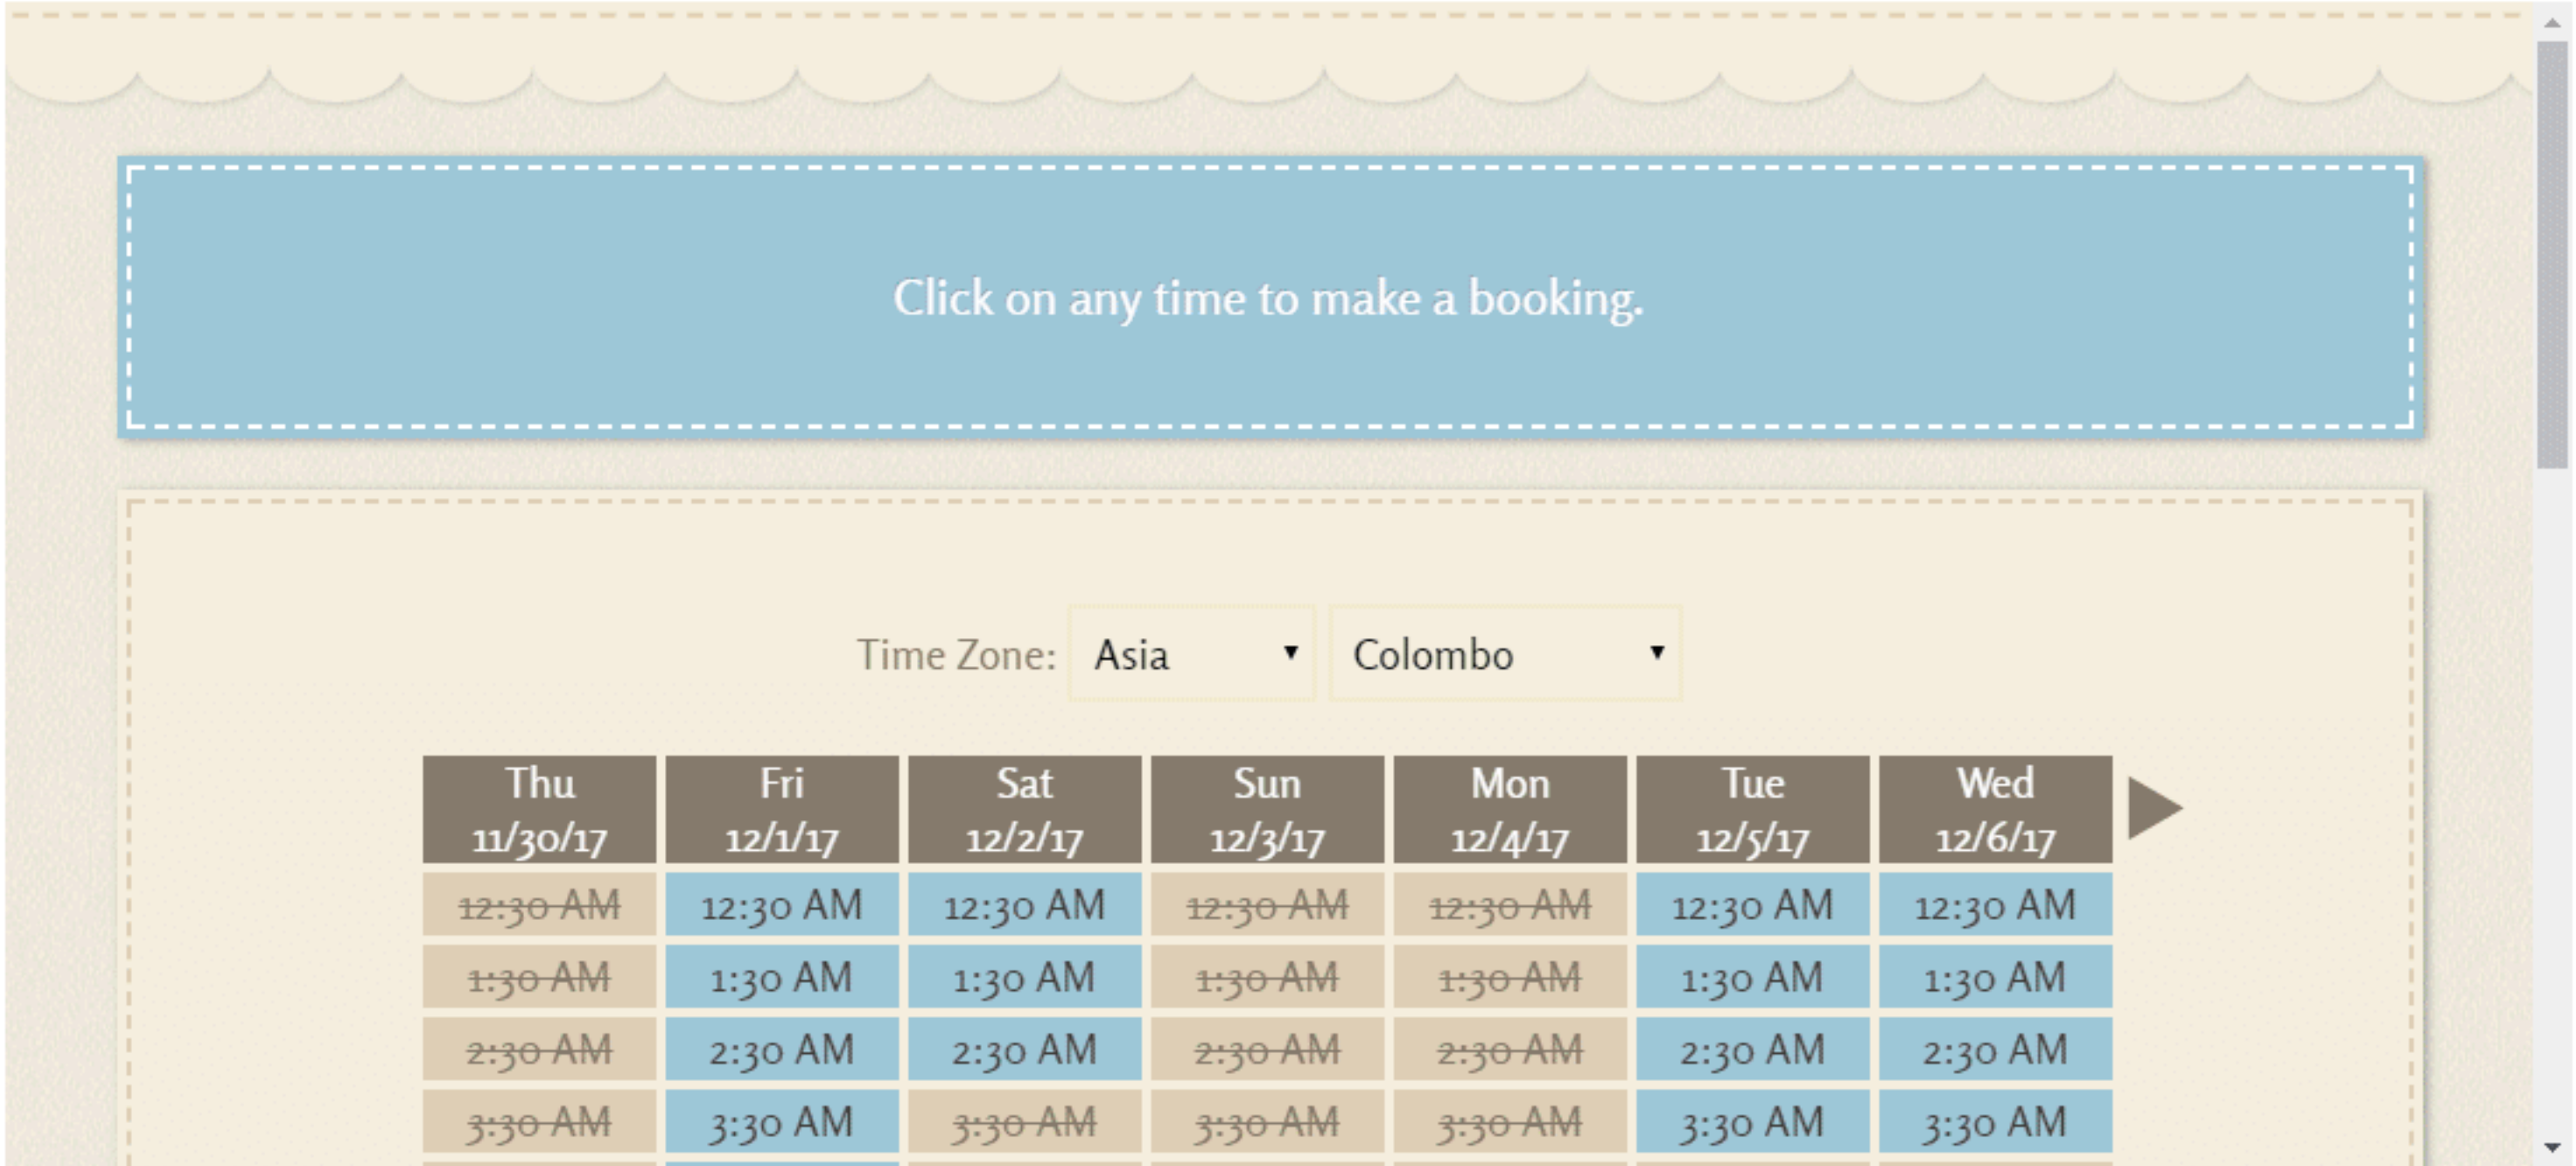 Click on any time to make a booking.
Time Zone: Asia Colombo
Thu Fri Sat Sun Mon Tue Wed
11/30/17 12/1/17 12/2/17 12/3/17 12/4/17 12/5/17 12/6/17
12:30 AM 12:30 AM 12:30 AM 12:30 AM 12:30 AM 12:30 AM 12:30 AM
1:30 AM 1:30 AM 1:30 AM 1:30 AM 1:30 AM 1:30 AM 1:30 AM
2:30 AM 2:30 AM 2:30 AM 2:30 AM 2:30 AM 2:30 AM 2:30 AM
3:30 AM 3:30 AM 3:30 AM 3:30 AM 3:30 AM 3:30 AM 3:30 AM